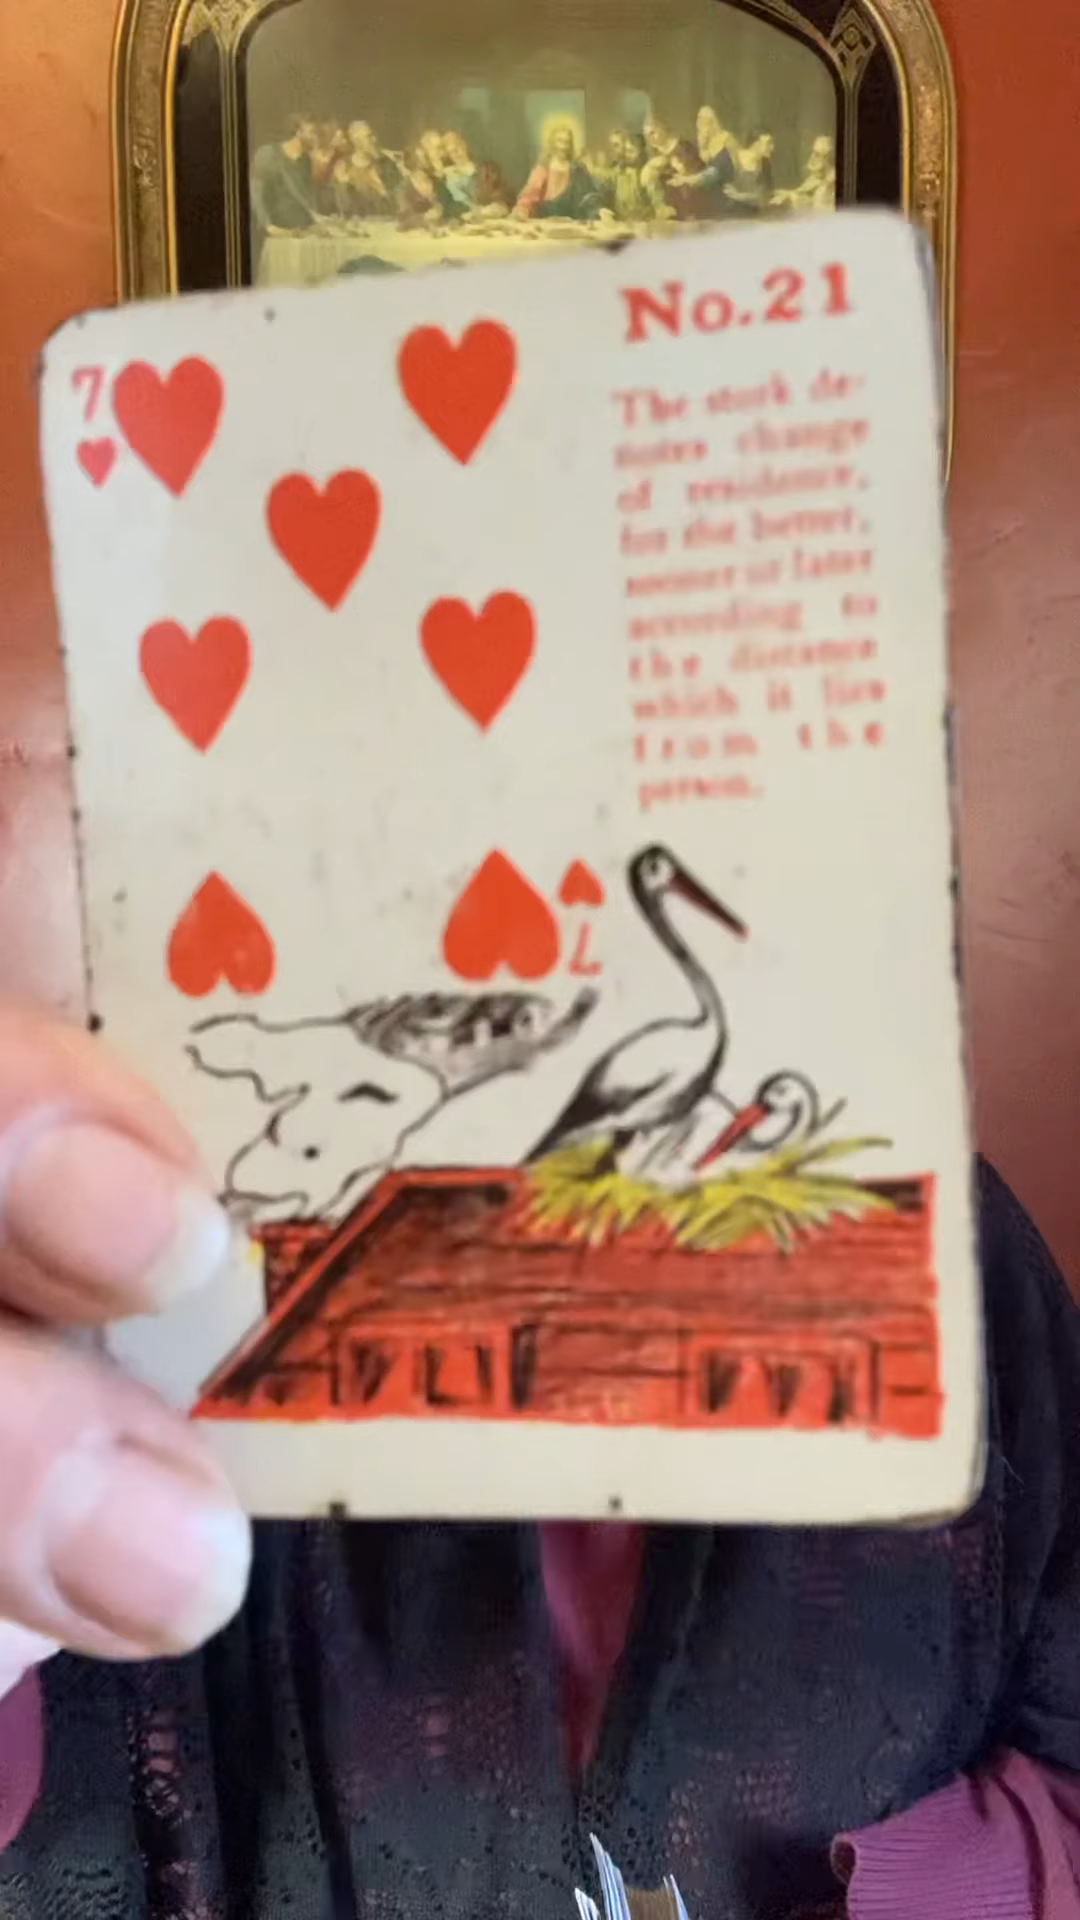 No.21
7
The stork de-
notes change
of residence,
for the better,
sooner or later
according to
the distance
which it lies
from the
person.
7